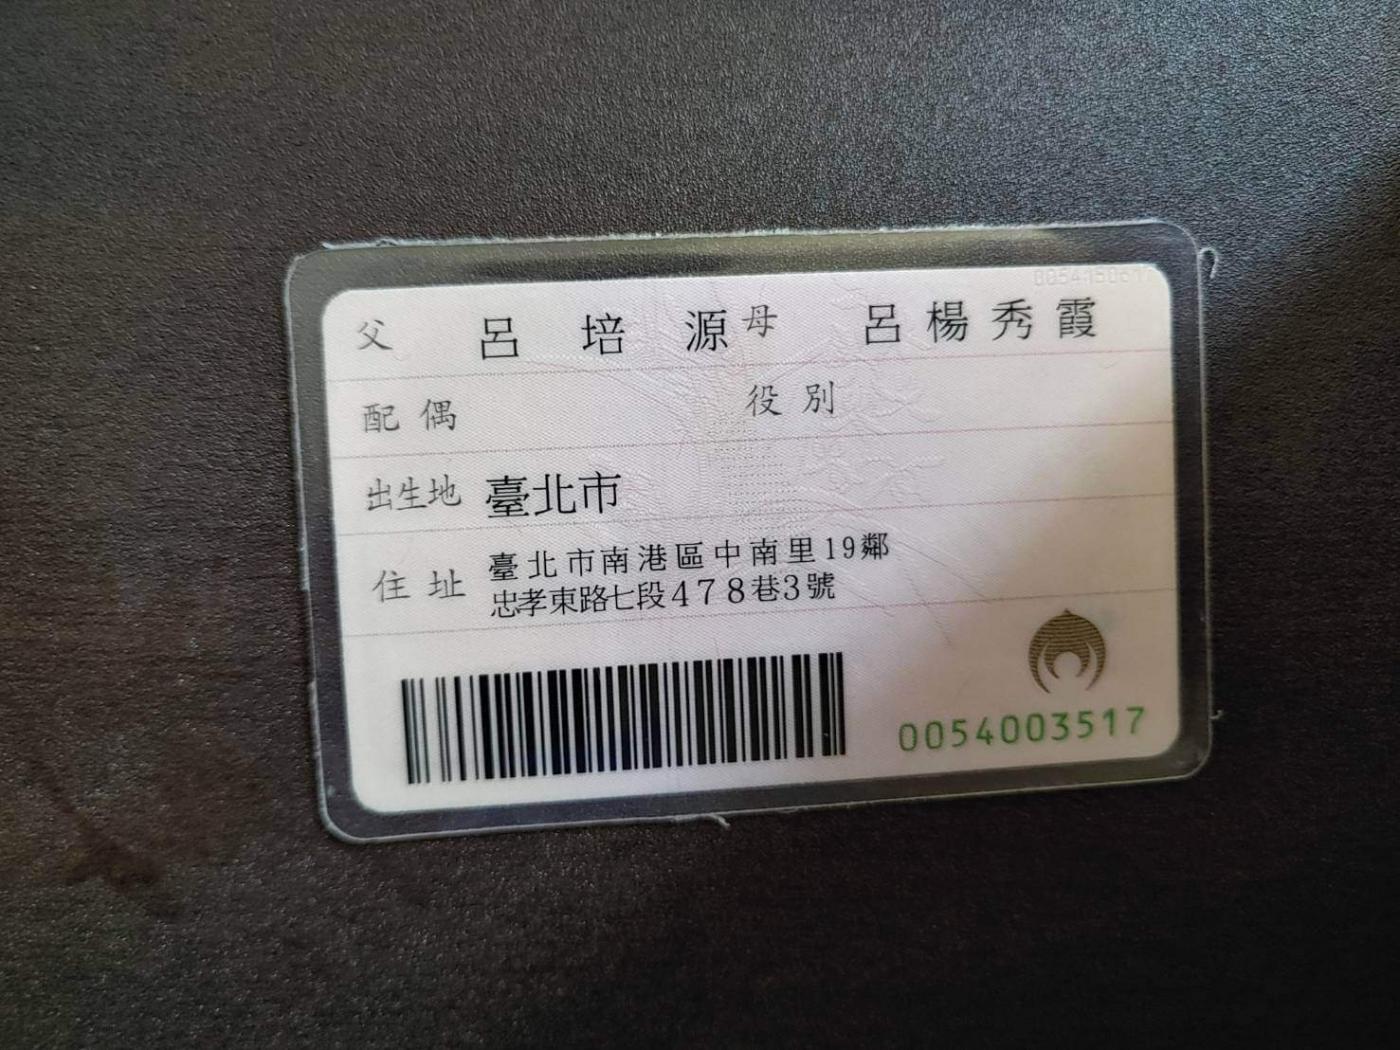 父 呂培源 母 呂楊秀霞
配偶 役別
出生地 臺北市
住址 臺北市南港區中南里19鄰
忠孝東路七段478巷3號
0054003517